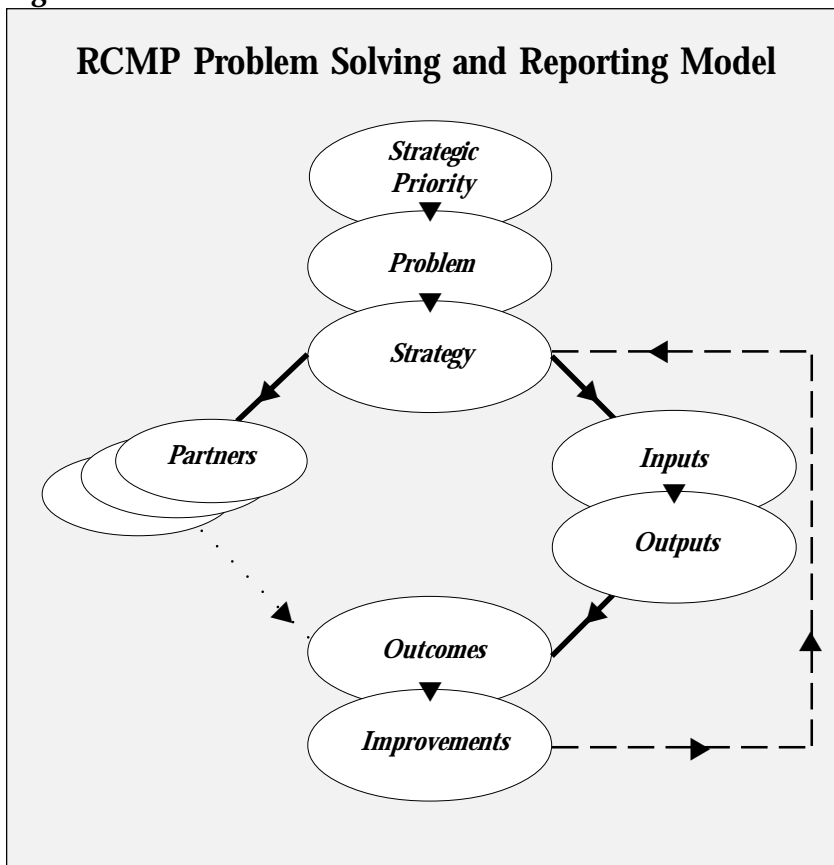 RCMP Problem Solving and Reporting Model
Strategic
Priority
Problem
Strategy
Partners
Inputs
Outputs
Outcomes
Improvements